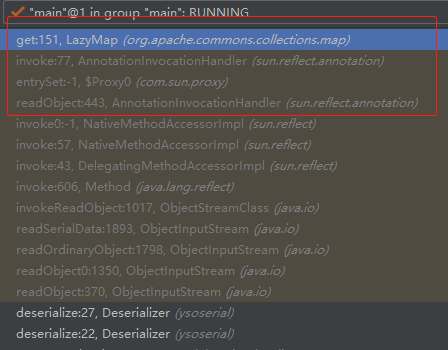 "main"@1 in group "main": RUNNING
get:151, LazyMap (org.apache.commons.collections.map)
invoke:77, AnnotationInvocationHandler (sun.reflect.annotation)
entrySet:-1, $Proxy0 (com.sun.proxy)
readObject:443, AnnotationInvocationHandler (sun.reflect.annotation)
invoke0:-1, NativeMethodAccessorImpl (sun.reflect)
invoke:57, NativeMethodAccessorImpl (sun.reflect)
invoke:43, DelegatingMethodAccessorImpl (sun.reflect)
invoke:606, Method (java.lang.reflect)
invokeReadObject:1017, ObjectStreamClass (java.io)
readSerialData:1893, ObjectInputStream (java.io)
readOrdinaryObject:1798, ObjectInputStream (java.io)
readObject0:1350, ObjectInputStream (java.io)
readObject:370, ObjectInputStream (java.io)
deserialize:27, Deserializer (ysoserial)
deserialize:22, Deserializer (ysoserial)